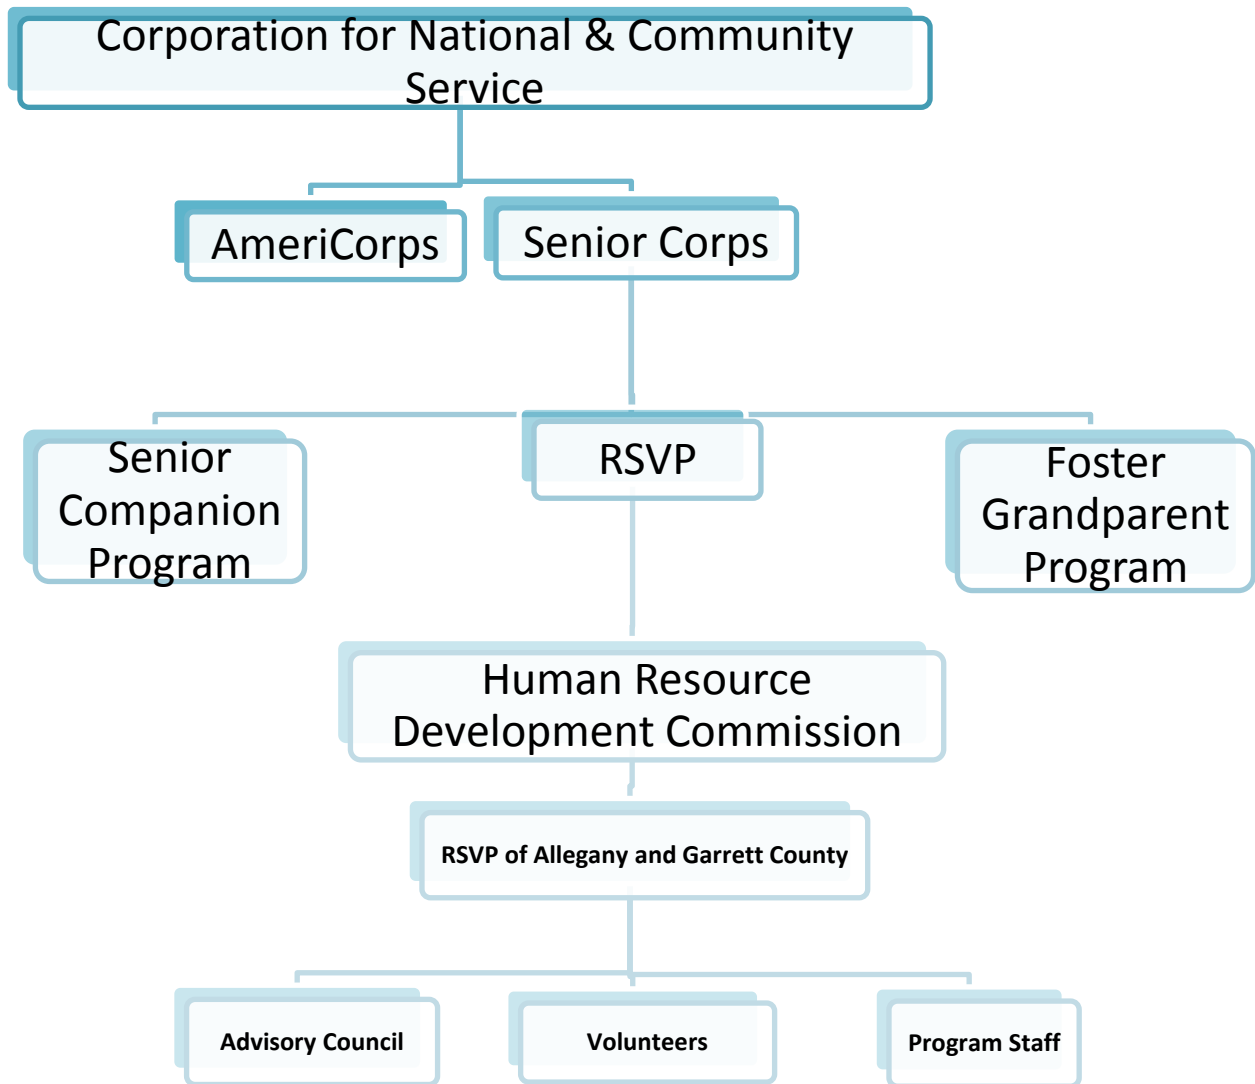 Corporation for National & Community
Service
AmeriCorps
Senior Corps
Senior
Companion
Program
RSVP
Foster
Grandparent
Program
Human Resource
Development Commission
RSVP of Allegany and Garrett County
Advisory Council
Volunteers
Program Staff